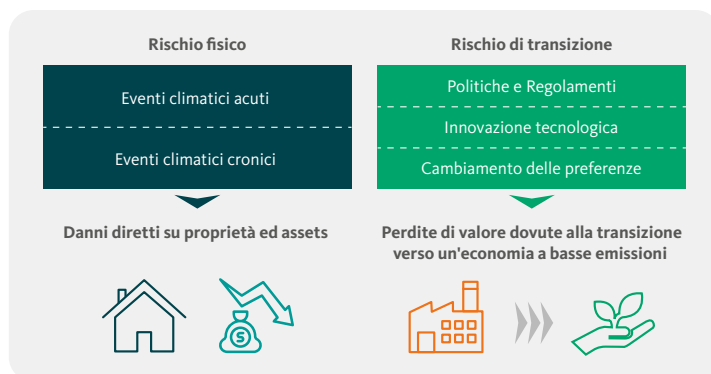 Rischio fisico
Eventi climatici acuti
Eventi climatici cronici
Danni diretti su proprietà ed assets
Rischio di transizione
Politiche e Regolamenti
Innovazione tecnologica
Cambiamento delle preferenze
Perdite di valore dovute alla transizione
verso un'economia a basse emissioni
S